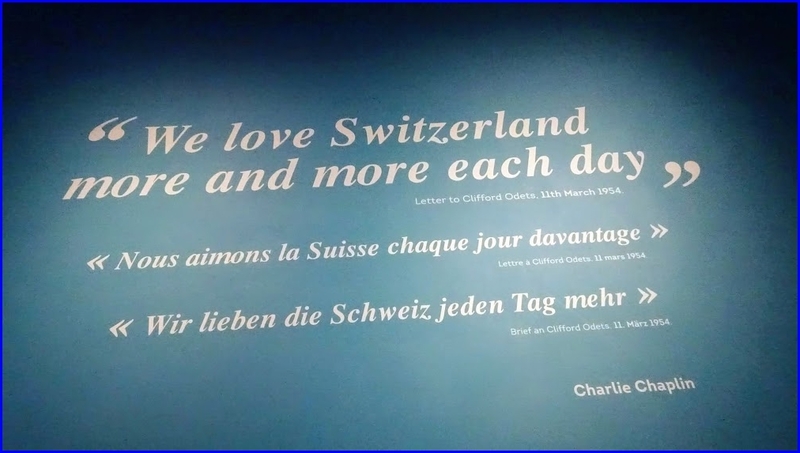 “ We love Switzerland
more and more each day ”
Letter to Clifford Odets, 11th March 1954.
« Nous aimons la Suisse chaque jour davantage »
Lettre à Clifford Odets. 11 mars 1954.
« Wir lieben die Schweiz jeden Tag mehr »
Brief an Clifford Odets. 11. März 1954.
Charlie Chaplin